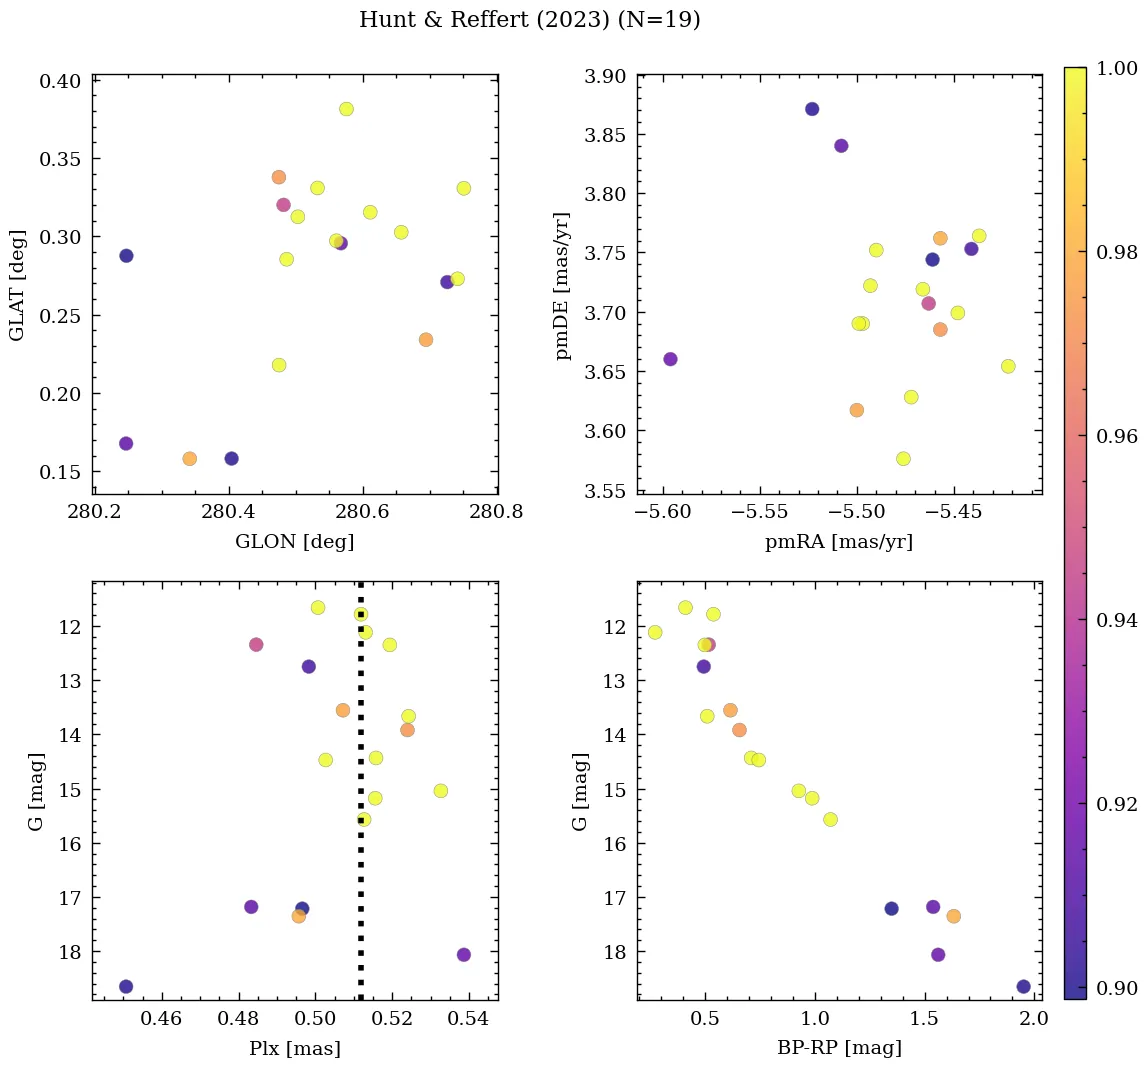 Hunt & Reffert (2023) (N=19)
0.40
0.35
0.30
0.25
0.20
0.15
GLAT [deg]
280.2 280.4 280.6 280.8
GLON [deg]
3.90
3.85
3.80
3.75
3.70
3.65
3.60
3.55
pmDE [mas/yr]
−5.60 −5.55 −5.50 −5.45
pmRA [mas/yr]
12
13
14
15
16
17
18
G [mag]
0.46 0.48 0.50 0.52 0.54
Plx [mas]
12
13
14
15
16
17
18
G [mag]
0.5 1.0 1.5 2.0
BP-RP [mag]
1.00
0.98
0.96
0.94
0.92
0.90